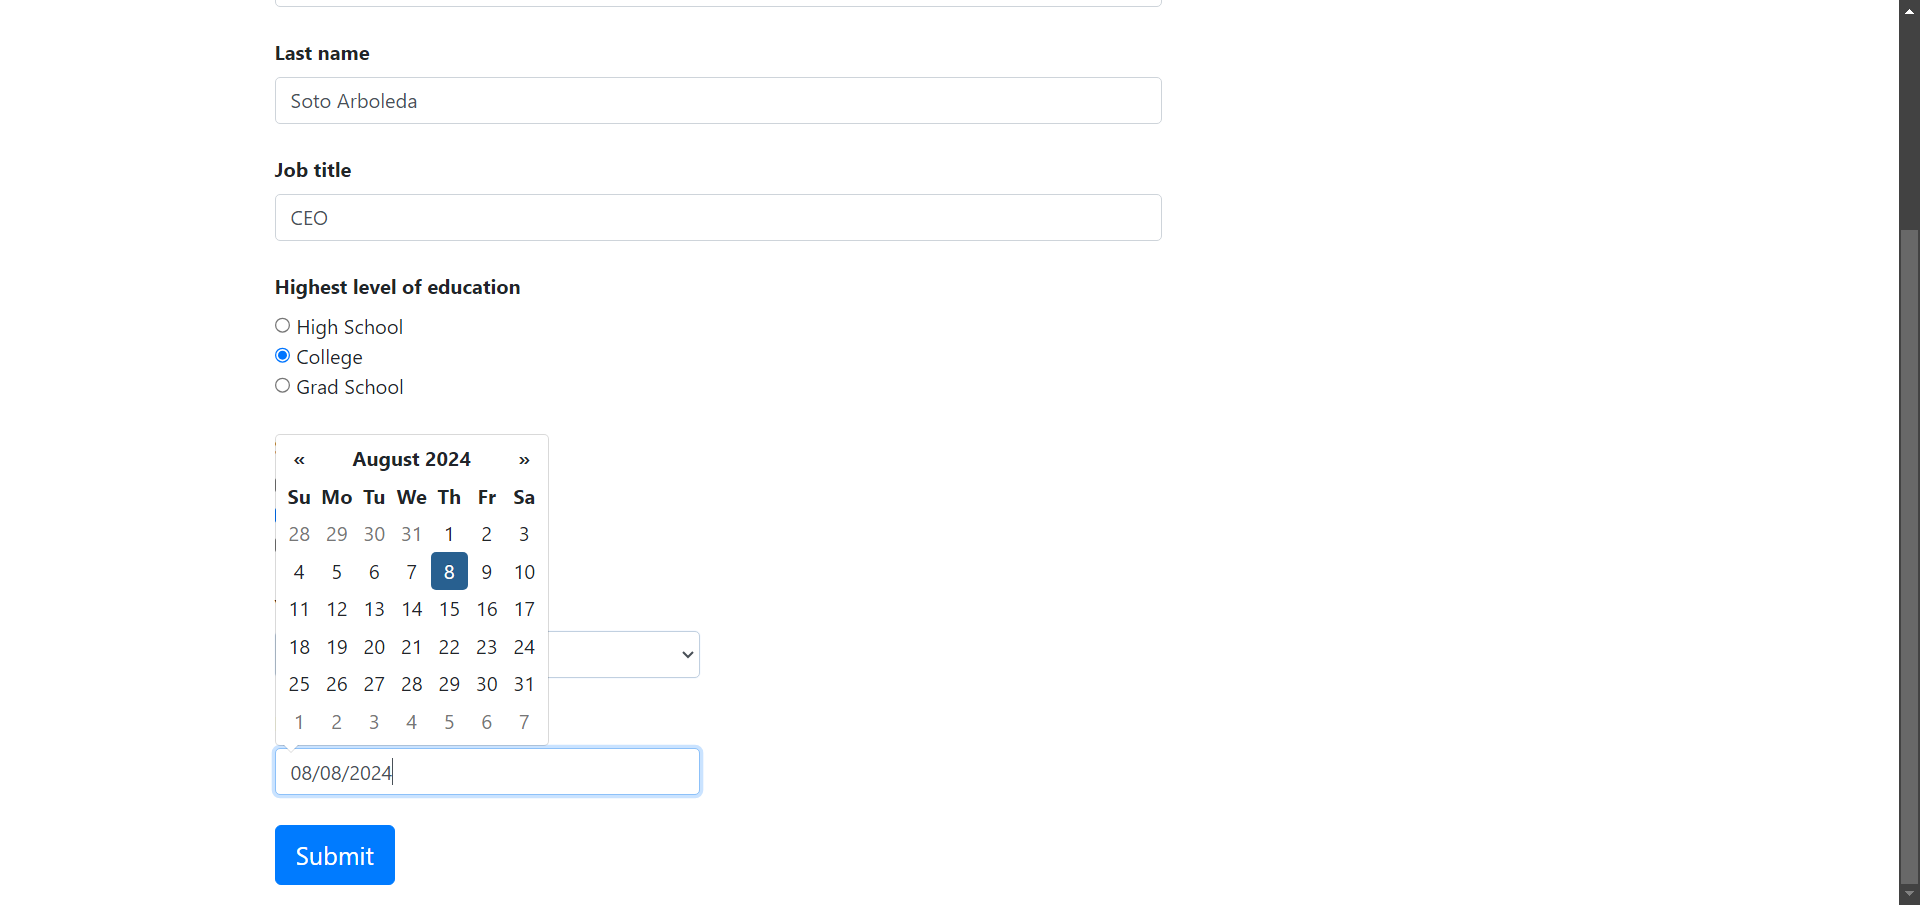 Last name
Soto Arboleda
Job title
CEO
Highest level of education
High School
College
Grad School
« August 2024 »
Su Mo Tu We Th Fr Sa
28 29 30 31 1 2 3
4 5 6 7 8 9 10
11 12 13 14 15 16 17
18 19 20 21 22 23 24
25 26 27 28 29 30 31
1 2 3 4 5 6 7
08/08/2024
Submit